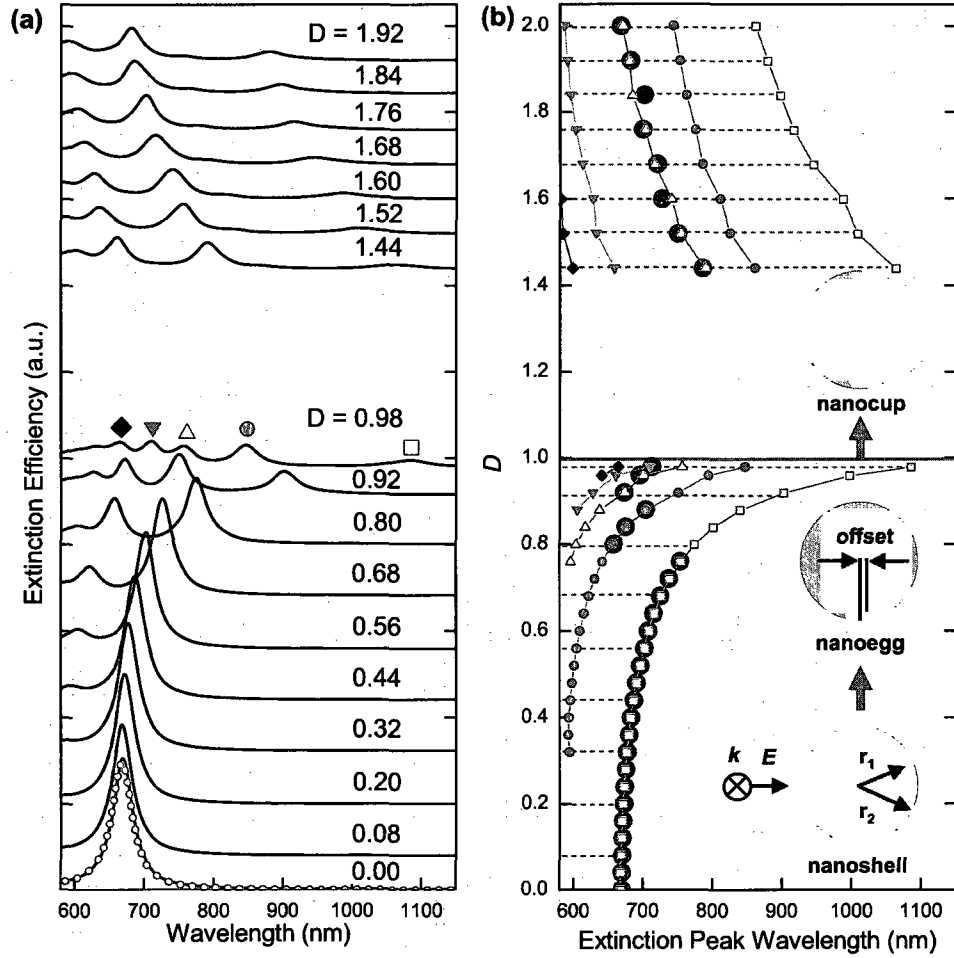 (a)
D = 1.92
1.84
1.76
1.68
1.60
1.52
1.44
D = 0.98
0.92
0.80
0.68
0.56
0.44
0.32
0.20
0.08
0.00
Extinction Efficiency (a.u.)
600 700 800 900 1000 1100
Wavelength (nm)
(b)
2.0
1.8
1.6
1.4
1.2
1.0
0.8
0.6
0.4
0.2
0.0
D
nanocup
offset
nanoegg
k E
r1
r2
nanoshell
600 700 800 900 1000 1100
Extinction Peak Wavelength (nm)